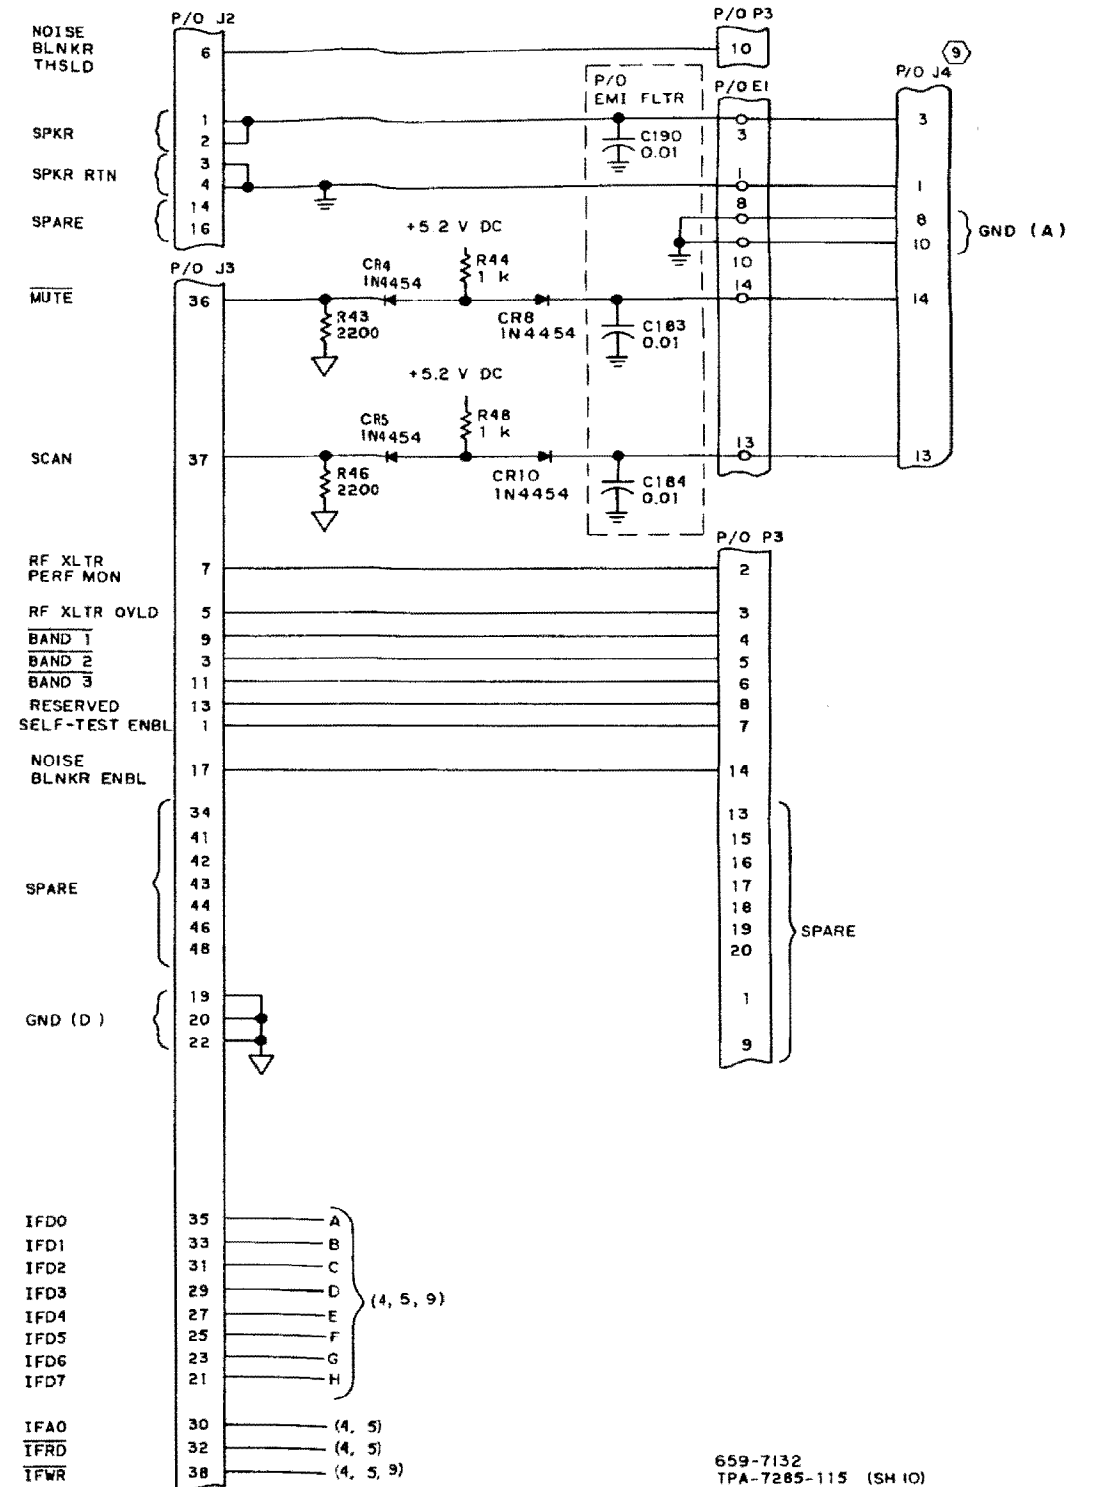 P/O J2
P/O P3
NOISE
BLNKR
THSLD
6
10
9
P/O J4
P/O
EMI FLTR
P/O E1
SPKR
1
2
C190
0.01
3
3
SPKR RTN
3
4
1
1
SPARE
14
16
8
8
10
10
GND (A)
+5.2 V DC
P/O J3
CR4
1N4454
R44
1 k
MUTE
36
14
14
R43
2200
CR8
1N4454
C183
0.01
+5.2 V DC
CR5
1N4454
R48
1 k
SCAN
37
13
13
R46
2200
CR10
1N4454
C184
0.01
P/O P3
RF XLTR
PERF MON
7
2
RF XLTR OVLD 5 3
BAND 1 9 4
BAND 2 3 5
BAND 3 11 6
RESERVED 13 8
SELF-TEST ENBL 1 7
NOISE
BLNKR ENBL
17
14
34 13
41 15
42 16
SPARE
43 17
44 18
46 19
SPARE
48 20
1
9
19
GND (D) 20
22
IFD0 35 A
IFD1 33 B
IFD2 31 C
IFD3 29 D
(4, 5, 9)
IFD4 27 E
IFD5 25 F
IFD6 23 G
IFD7 21 H
IFA0 30 (4, 5)
IFRD 32 (4, 5)
IFWR 38 (4, 5, 9)
659-7132
TPA-7285-115 (SH 10)